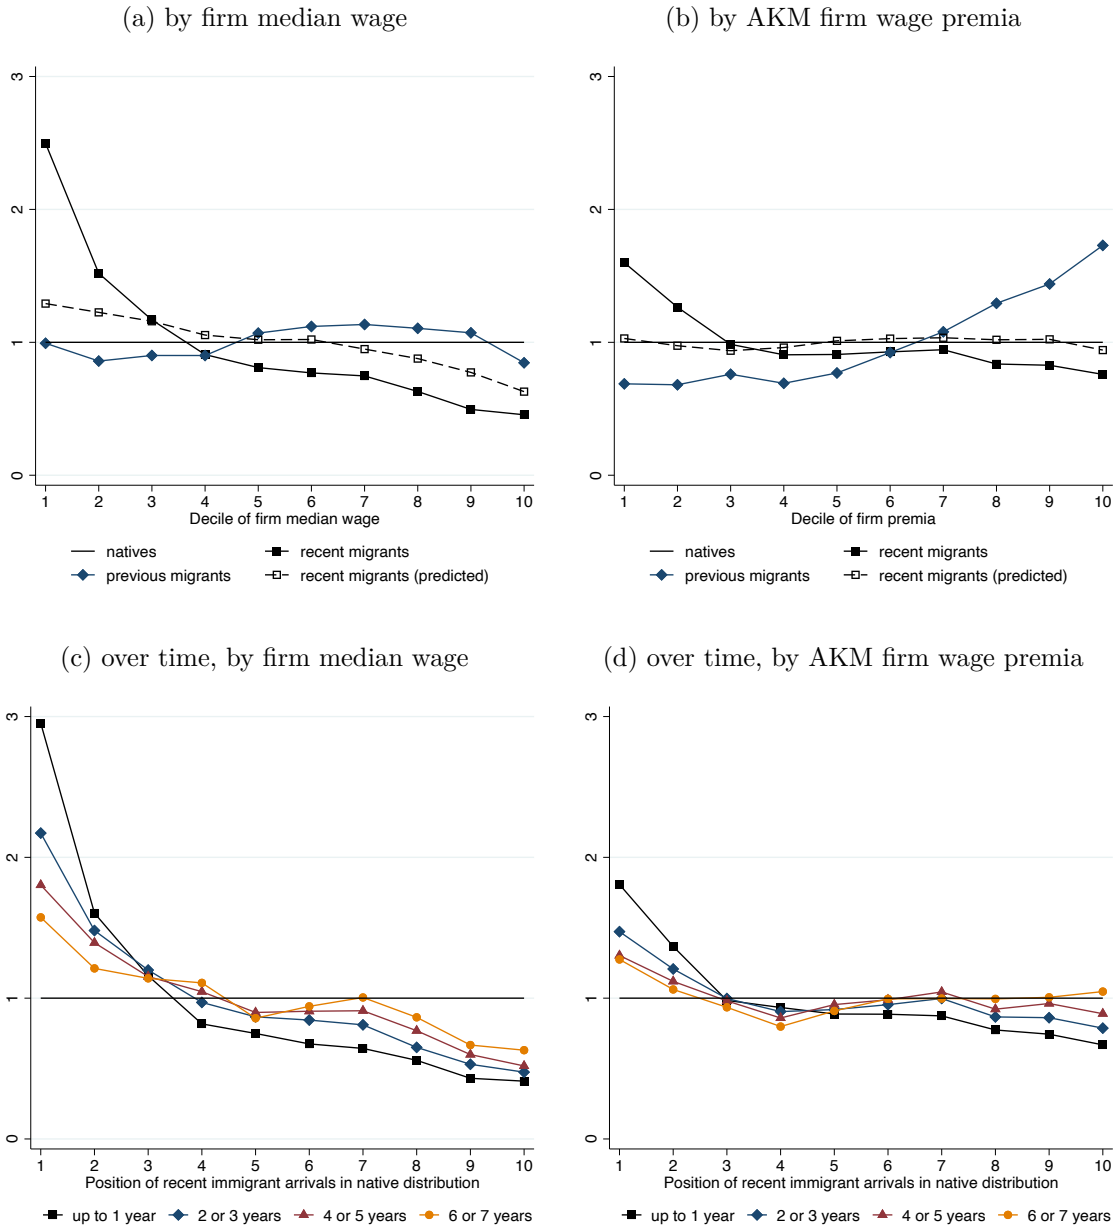 (a) by firm median wage
3
2
1
0
1 2 3 4 5 6 7 8 9 10
Decile of firm median wage
natives
recent migrants
previous migrants
recent migrants (predicted)
(b) by AKM firm wage premia
3
2
1
0
1 2 3 4 5 6 7 8 9 10
Decile of firm premia
natives
recent migrants
previous migrants
recent migrants (predicted)
(c) over time, by firm median wage
3
2
1
0
1 2 3 4 5 6 7 8 9 10
Position of recent immigrant arrivals in native distribution
up to 1 year 2 or 3 years 4 or 5 years 6 or 7 years
(d) over time, by AKM firm wage premia
3
2
1
0
1 2 3 4 5 6 7 8 9 10
Position of recent immigrant arrivals in native distribution
up to 1 year 2 or 3 years 4 or 5 years 6 or 7 years